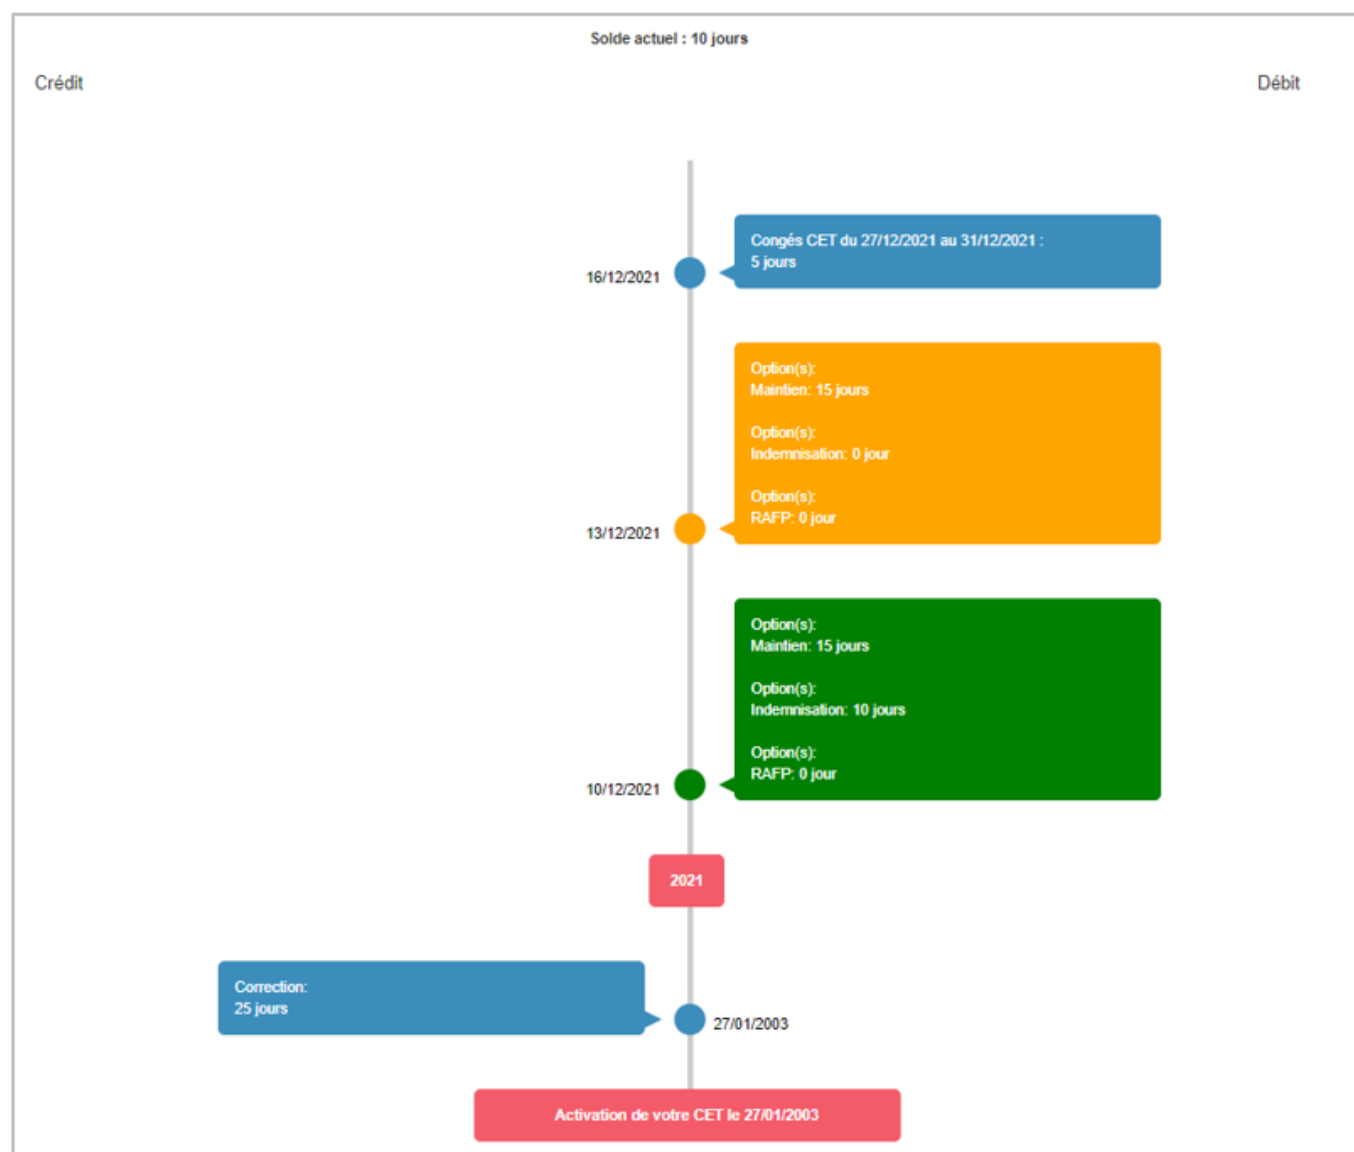 Solde actuel : 10 jours
Crédit
Débit
Congés CET du 27/12/2021 au 31/12/2021 :
5 jours
16/12/2021
Option(s):
Maintien: 15 jours
Option(s):
Indemnisation: 0 jour
Option(s):
RAFP: 0 jour
13/12/2021
Option(s):
Maintien: 15 jours
Option(s):
Indemnisation: 10 jours
Option(s):
RAFP: 0 jour
10/12/2021
2021
Correction:
25 jours
27/01/2003
Activation de votre CET le 27/01/2003